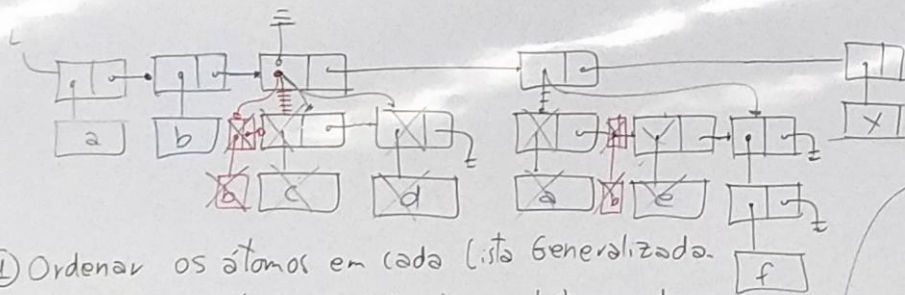 L
a b x
a c d a b e
f
① Ordenar os átomos em cada lista Generalizada.